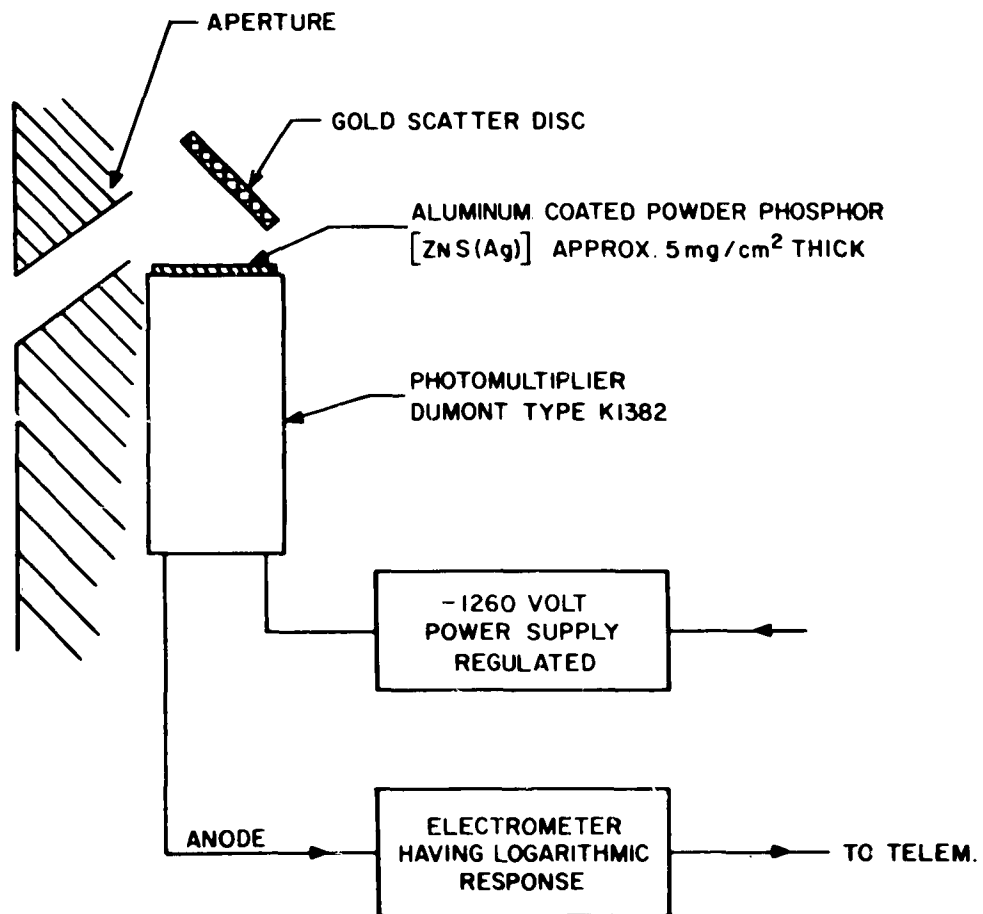 APERTURE
GOLD SCATTER DISC
ALUMINUM COATED POWDER PHOSPHOR
[ZNS(Ag)] APPROX. 5mg/cm² THICK
PHOTOMULTIPLIER
DUMONT TYPE K1382
-1260 VOLT
POWER SUPPLY
REGULATED
ANODE
ELECTROMETER
HAVING LOGARITHMIC
RESPONSE
TO TELEM.